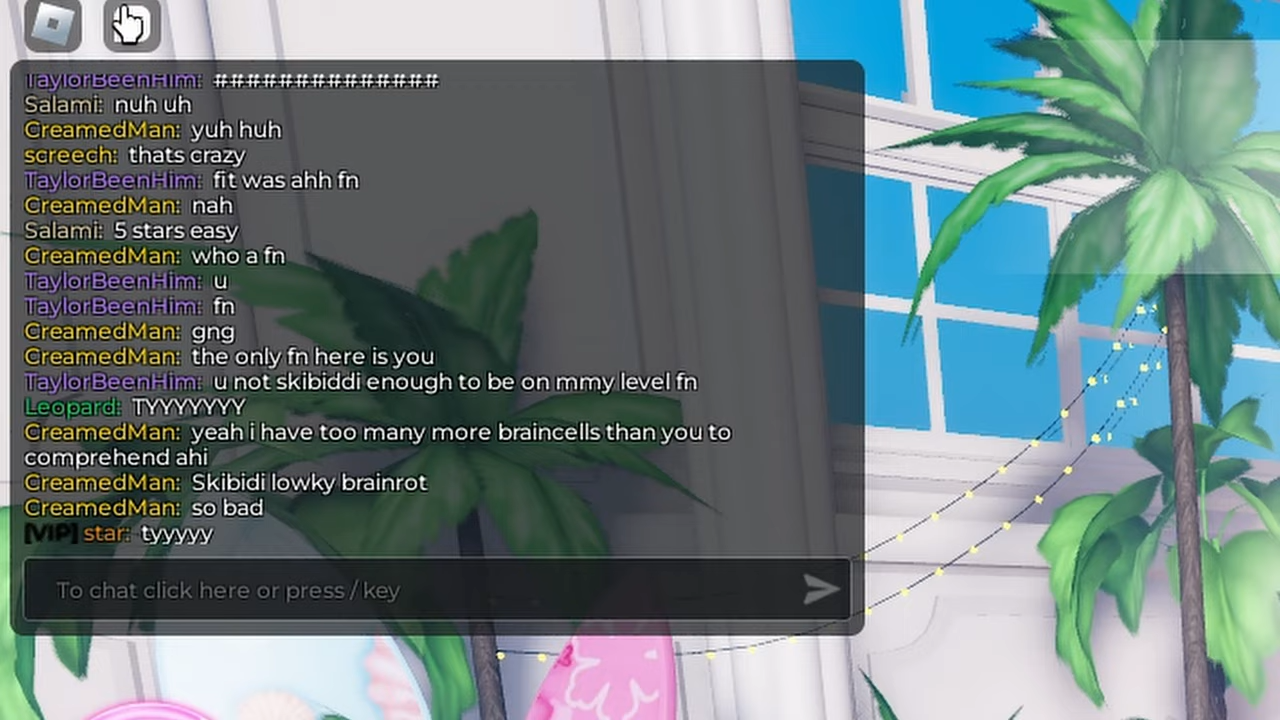 TaylorBeenHim: ##############
Salami: nuh uh
CreamedMan: yuh huh
screech: thats crazy
TaylorBeenHim: fit was ahh fn
CreamedMan: nah
Salami: 5 stars easy
CreamedMan: who a fn
TaylorBeenHim: u
TaylorBeenHim: fn
CreamedMan: gng
CreamedMan: the only fn here is you
TaylorBeenHim: u not skibiddi enough to be on mmy level fn
Leopard: TYYYYYYY
CreamedMan: yeah i have too many more braincells than you to
comprehend ahi
CreamedMan: Skibidi lowky brainrot
CreamedMan: so bad
[VIP] star: tyyyyy
To chat click here or press / key